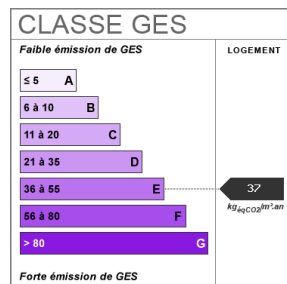 CLASSE GES
Faible émission de GES
LOGEMENT
≤ 5 A
6 à 10 B
11 à 20 C
21 à 35 D
36 à 55 E
37
kgéqCO2/m².an
56 à 80 F
> 80 G
Forte émission de GES